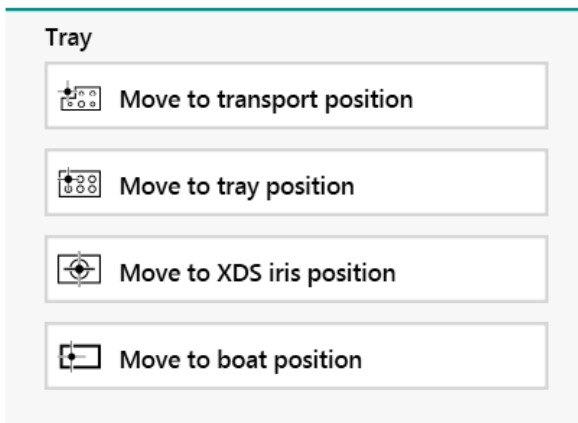 Tray
Move to transport position
Move to tray position
Move to XDS iris position
Move to boat position